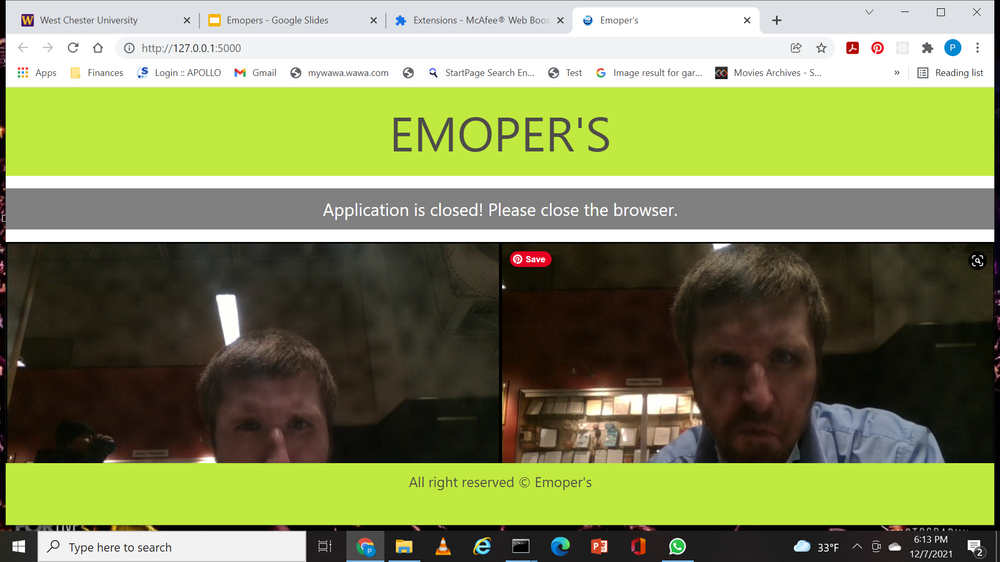 West Chester University
Emopers - Google Slides
Extensions - McAfee® Web Boos
Emoper's
http://127.0.0.1:5000
P
Apps
Finances
Login :: APOLLO
Gmail
mywawa.wawa.com
StartPage Search En...
Test
Image result for gar...
Movies Archives - S...
»
Reading list
EMOPER'S
Application is closed! Please close the browser.
Save
Faculty Publications
All right reserved © Emoper's
Type here to search
33°F
6:13 PM
12/7/2021
2